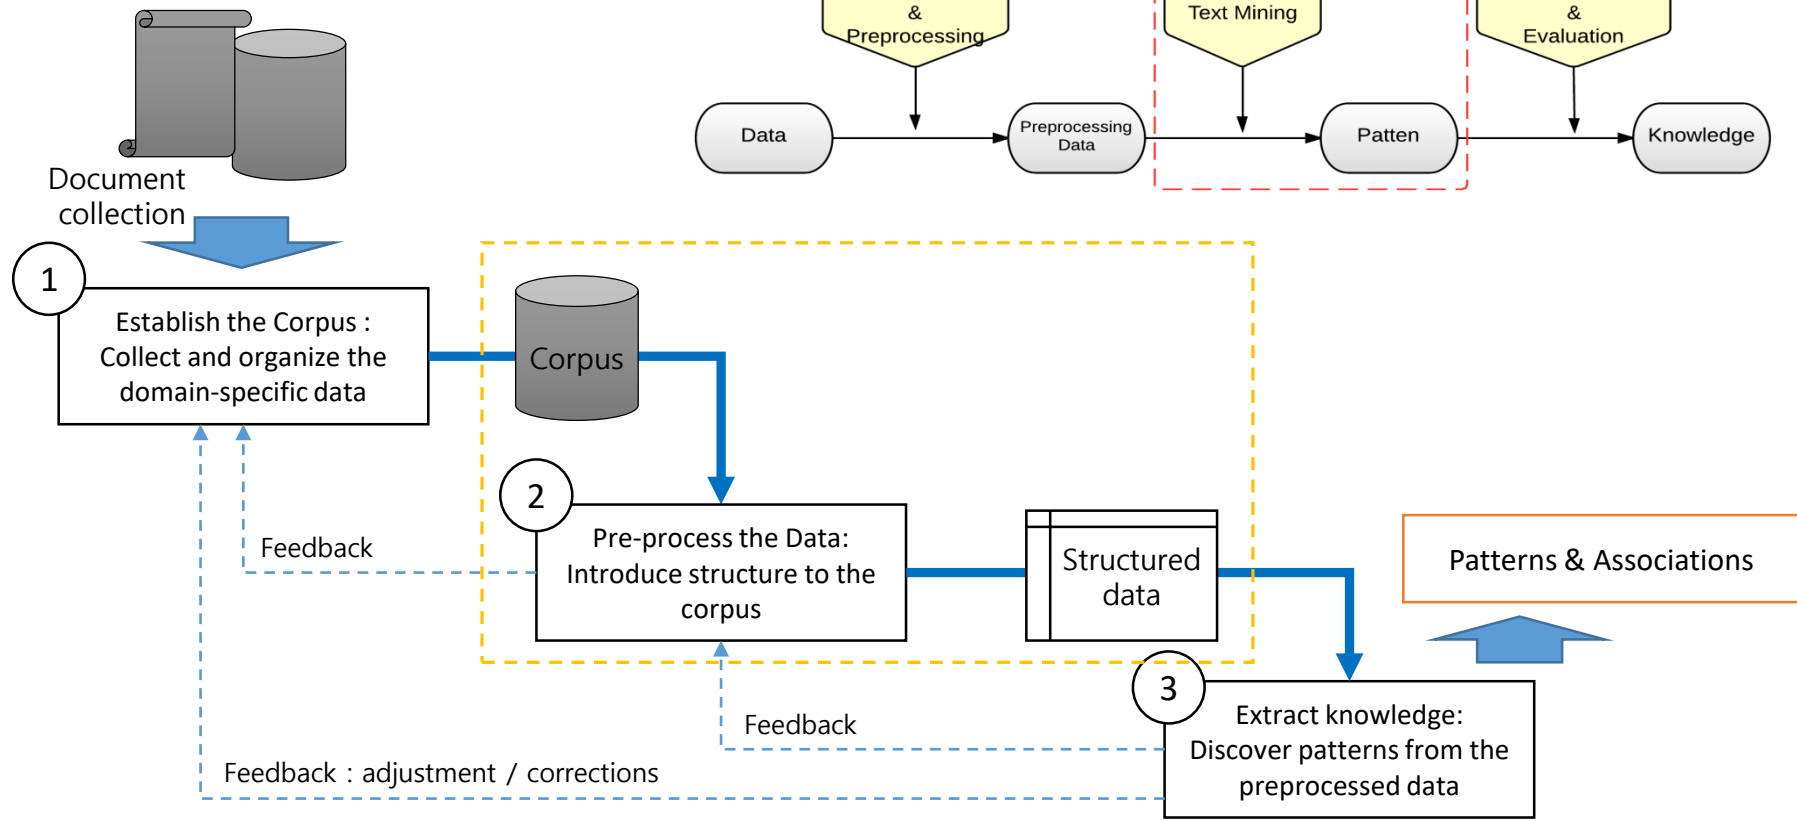 &
Preprocessing
Text Mining
&
Evaluation
Data
Preprocessing
Data
Patten
Knowledge
Document
collection
1
Establish the Corpus :
Collect and organize the
domain-specific data
Corpus
2
Pre-process the Data:
Introduce structure to the
corpus
Feedback
Structured
data
Patterns & Associations
3
Extract knowledge:
Discover patterns from the
preprocessed data
Feedback
Feedback : adjustment / corrections